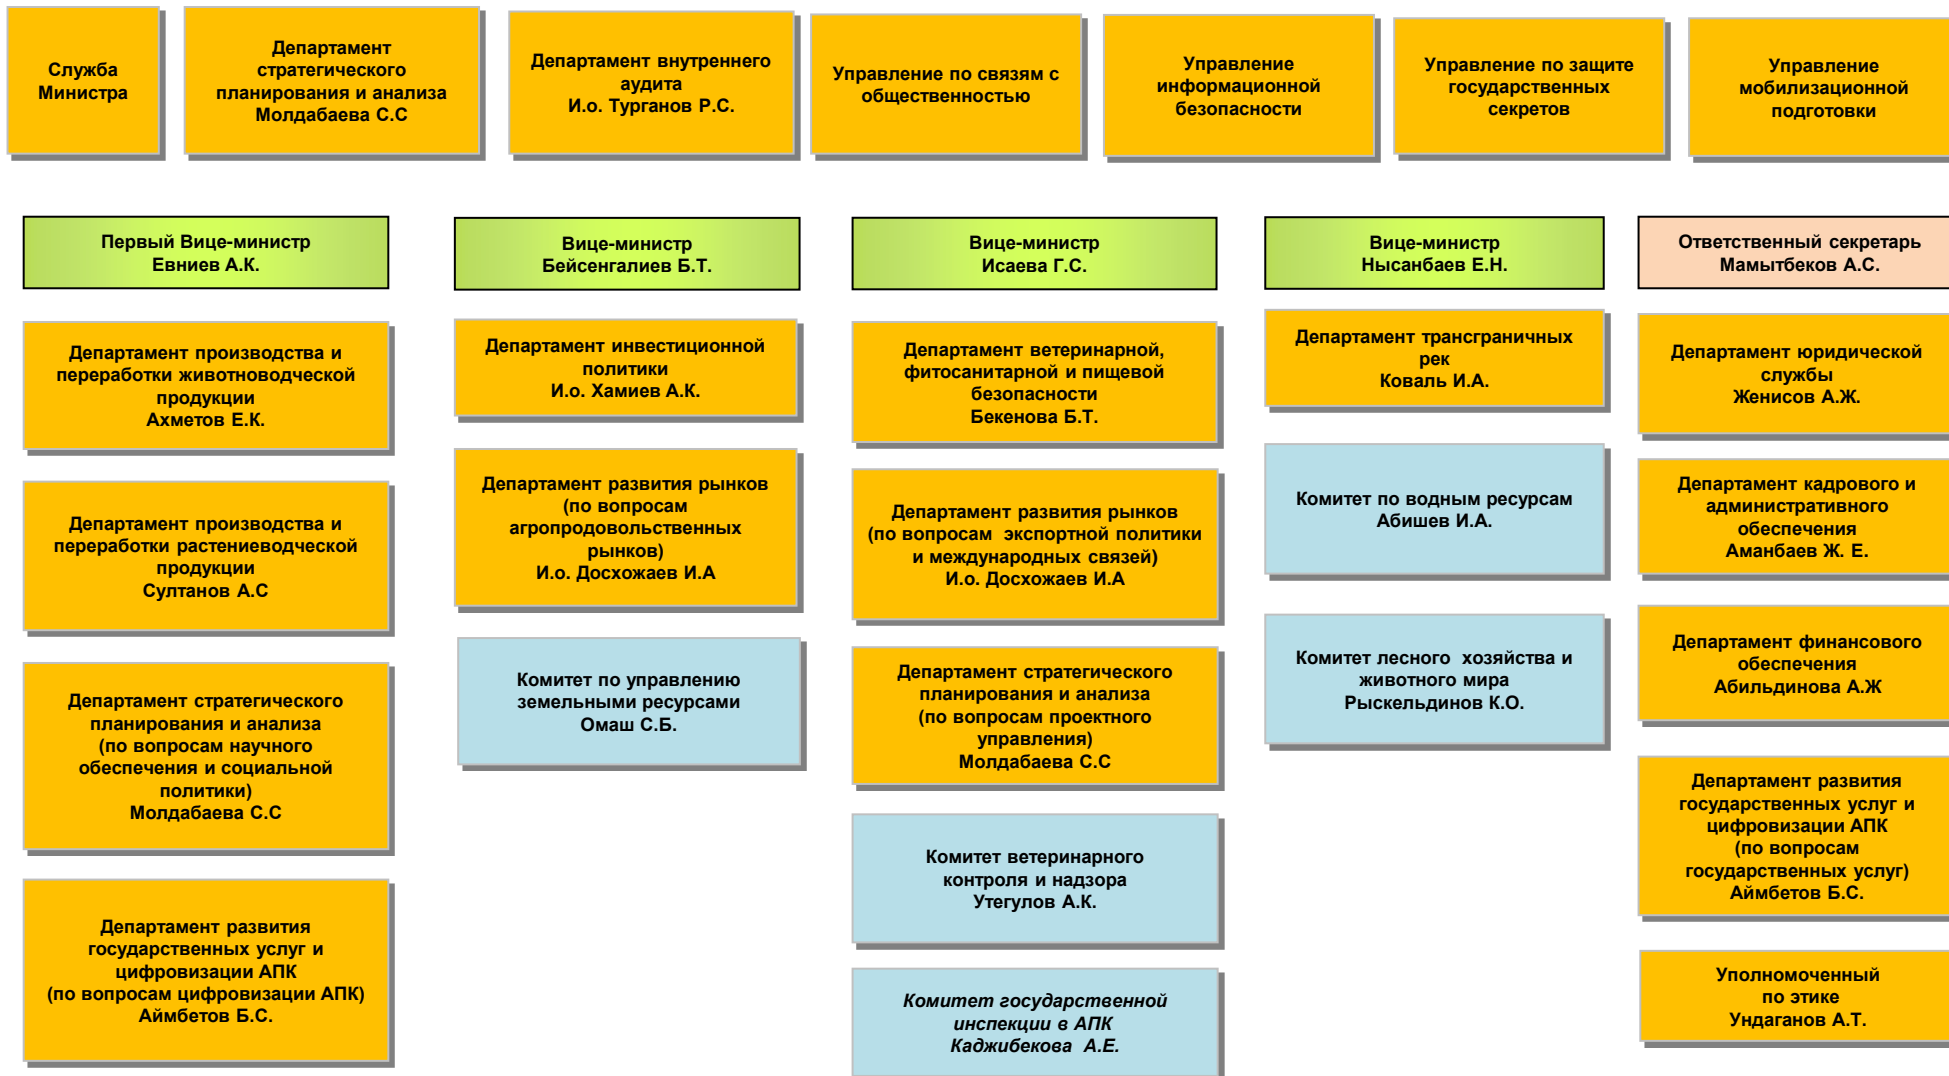 Служба
Министра
Департамент
стратегического
планирования и анализа
Молдабаева С.С
Департамент внутреннего
аудита
И.о. Турганов Р.С.
Управление по связям с
общественностью
Управление
информационной
безопасности
Управление по защите
государственных
секретов
Управление
мобилизационной
подготовки
Первый Вице-министр
Евниев А.К.
Вице-министр
Бейсенгалиев Б.Т.
Вице-министр
Исаева Г.С.
Вице-министр
Нысанбаев Е.Н.
Ответственный секретарь
Мамытбеков А.С.
Департамент производства и
переработки животноводческой
продукции
Ахметов Е.К.
Департамент производства и
переработки растениеводческой
продукции
Султанов А.С
Департамент стратегического
планирования и анализа
(по вопросам научного
обеспечения и социальной
политики)
Молдабаева С.С
Департамент развития
государственных услуг и
цифровизации АПК
(по вопросам цифровизации АПК)
Аймбетов Б.С.
Департамент инвестиционной
политики
И.о. Хамиев А.К.
Департамент развития рынков
(по вопросам
агропродовольственных
рынков)
И.о. Досхожаев И.А
Комитет по управлению
земельными ресурсами
Омаш С.Б.
Департамент ветеринарной,
фитосанитарной и пищевой
безопасности
Бекенова Б.Т.
Департамент развития рынков
(по вопросам экспортной политики
и международных связей)
И.о. Досхожаев И.А
Департамент стратегического
планирования и анализа
(по вопросам проектного
управления)
Молдабаева С.С
Комитет ветеринарного
контроля и надзора
Утегулов А.К.
Комитет государственной
инспекции в АПК
Каджибекова А.Е.
Департамент трансграничных
рек
Коваль И.А.
Комитет по водным ресурсам
Абишев И.А.
Комитет лесного хозяйства и
животного мира
Рыскельдинов К.О.
Департамент юридической
службы
Женисов А.Ж.
Департамент кадрового и
административного
обеспечения
Аманбаев Ж. Е.
Департамент финансового
обеспечения
Абильдинова А.Ж
Департамент развития
государственных услуг и
цифровизации АПК
(по вопросам
государственных услуг)
Аймбетов Б.С.
Уполномоченный
по этике
Ундаганов А.Т.